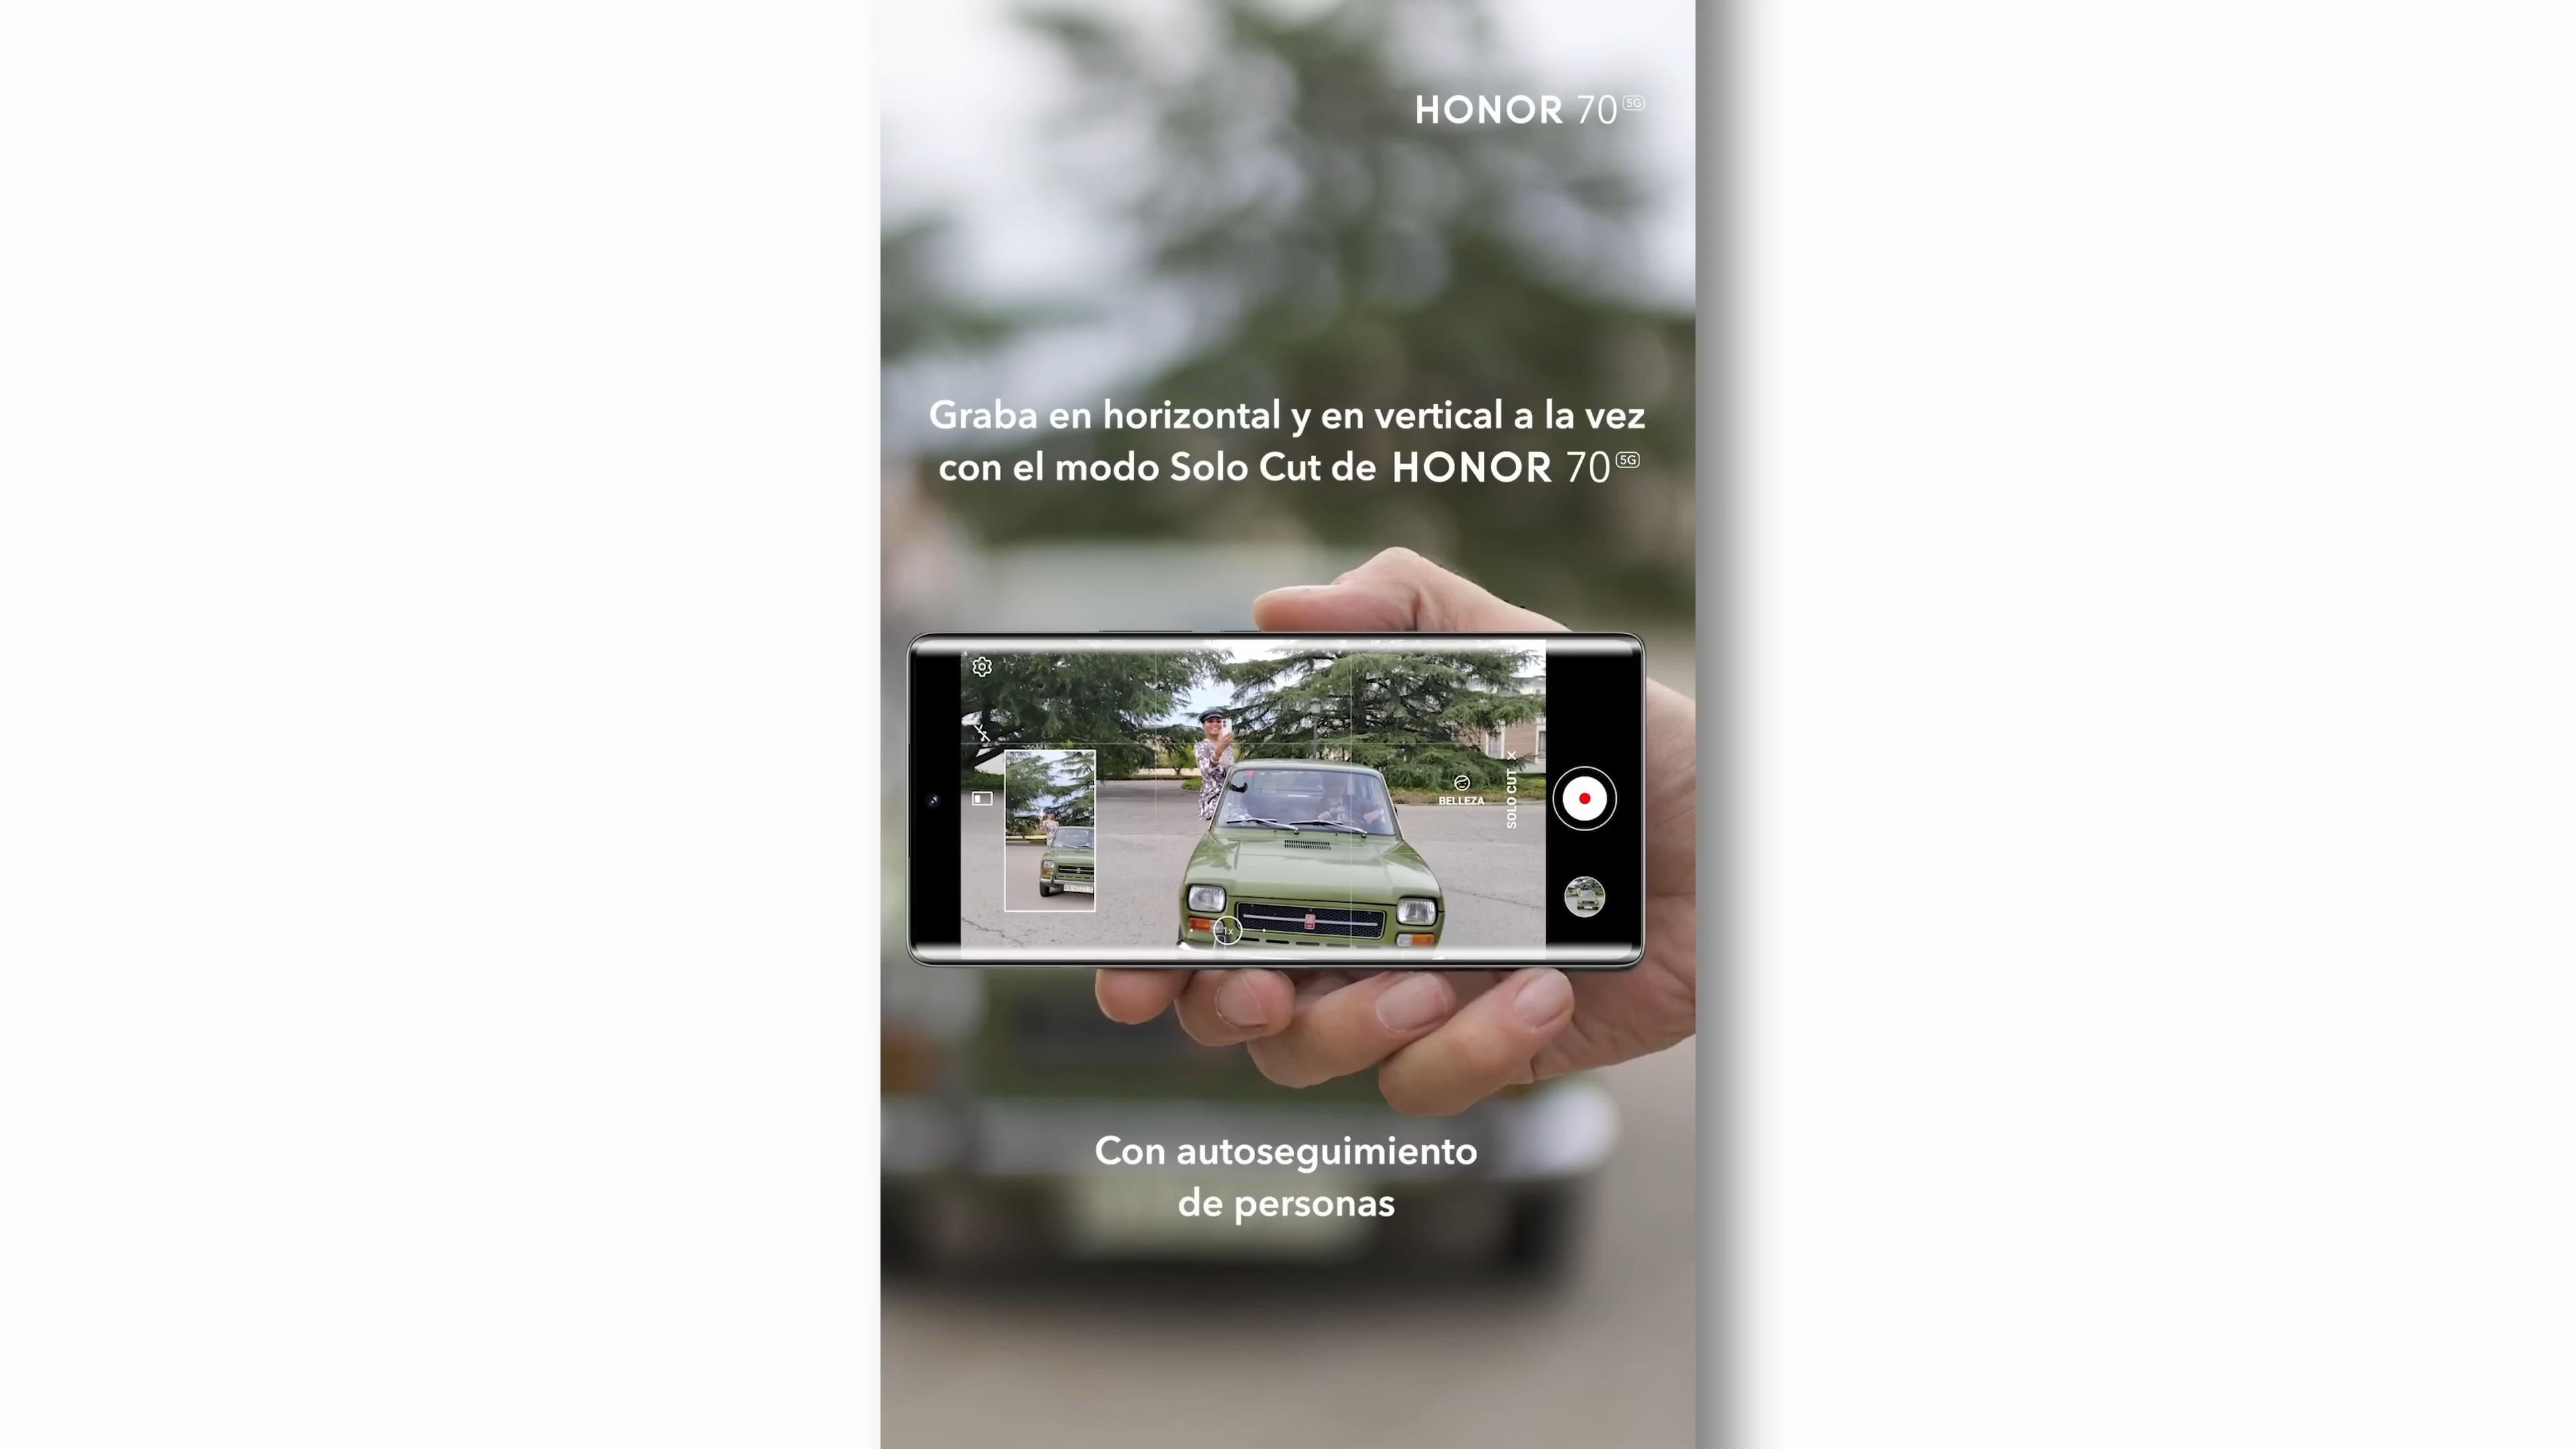 HONOR 70 5G
Graba en horizontal y en vertical a la vez
con el modo Solo Cut de HONOR 70 5G
BELLEZA
SOLO CUT ×
1x
Con autoseguimiento
de personas